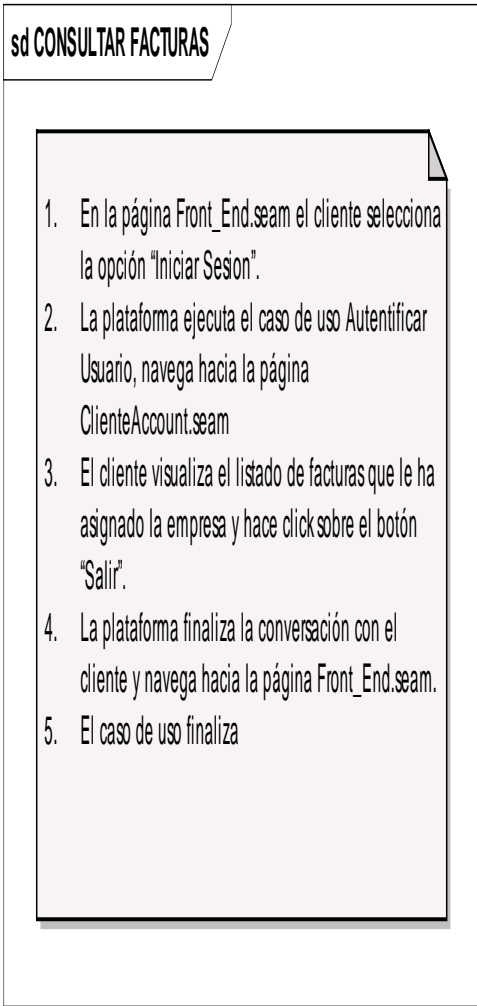 sd CONSULTAR FACTURAS
1. En la página Front_End.seam el cliente selecciona
la opción “Iniciar Sesion”.
2. La plataforma ejecuta el caso de uso Autentificar
Usuario, navega hacia la página
ClienteAccount.seam
3. El cliente visualiza el listado de facturas que le ha
asignado la empresa y hace click sobre el botón
“Salir”.
4. La plataforma finaliza la conversación con el
cliente y navega hacia la página Front_End.seam.
5. El caso de uso finaliza